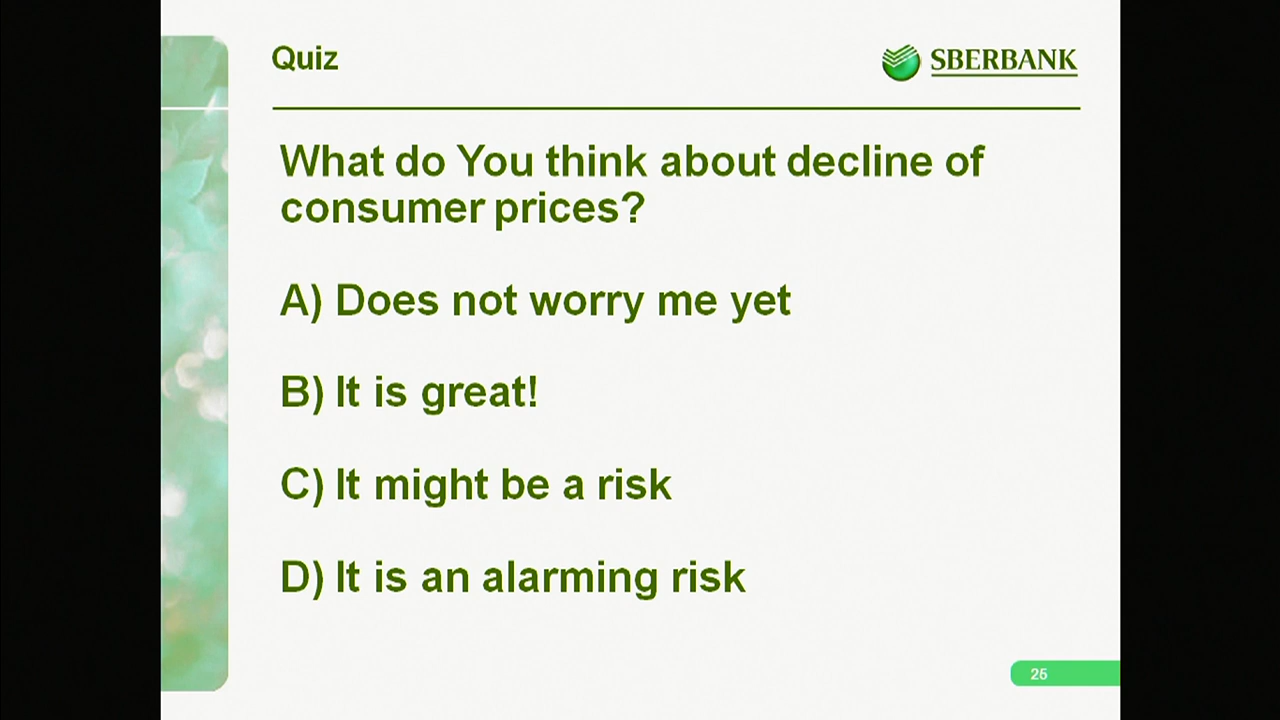 Quiz
SBERBANK
What do You think about decline of
consumer prices?
A) Does not worry me yet
B) It is great!
C) It might be a risk
D) It is an alarming risk
25